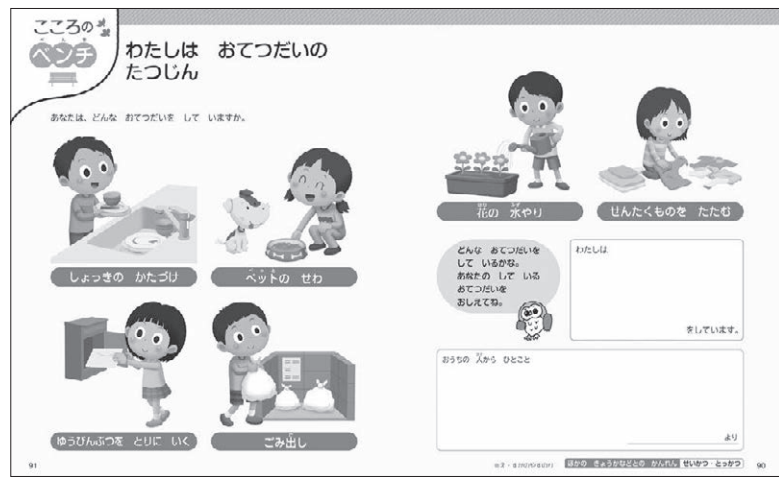 こころの
ベンチ
わたしは おてつだいの
たつじん
あなたは、どんな おてつだいを して いますか。
しょっきの かたづけ
ペットの せわ
ゆうびんぶつを とりに いく
ごみ出し
91
花の 水やり
せんたくものを たたむ
どんな おてつだいを
して いるかな。
あなたの して いる
おてつだいを
おしえてね。
わたしは
をしています。
おうちの 人から ひとこと
より
ほかの きょうかなどとの かんれん せいかつ・とっかつ
90